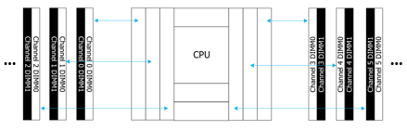 Channel 2 DIMM1
Channel 2 DIMM0
Channel 1 DIMM1
Channel 1 DIMM0
Channel 0 DIMM1
Channel 0 DIMM0
CPU
Channel 3 DIMM0
Channel 3 DIMM1
Channel 4 DIMM0
Channel 4 DIMM1
Channel 5 DIMM0
Channel 5 DIMM1